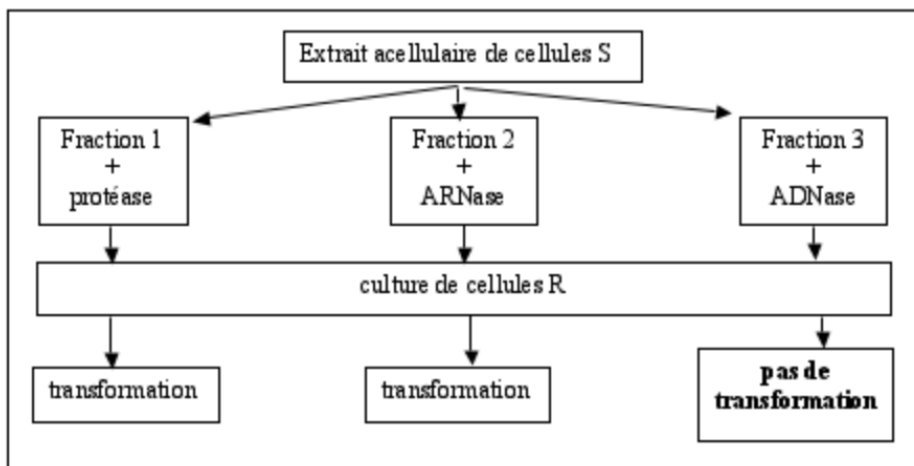 Extrait acellulaire de cellules S
Fraction 1
+
protéase
Fraction 2
+
ARNase
Fraction 3
+
ADNase
culture de cellules R
transformation
transformation
pas de
transformation